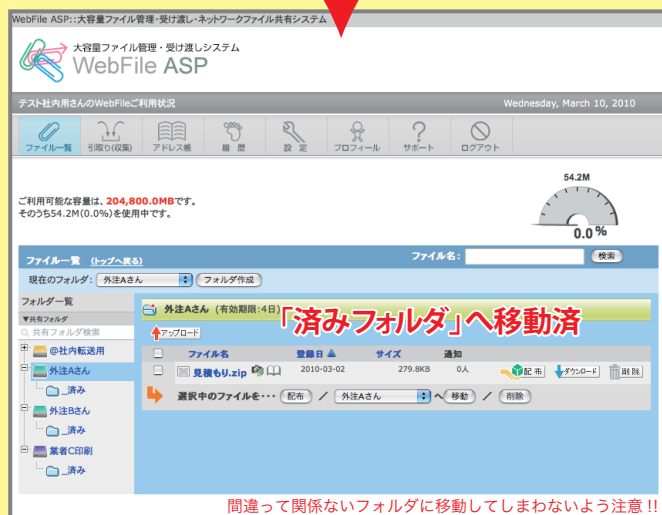 WebFile ASP::大容量ファイル管理・受け渡し・ネットワークファイル共有システム
大容量ファイル管理・受け渡しシステム
WebFile ASP
テスト社内用さんのWebFileご利用状況
Wednesday, March 10, 2010
ファイル一覧 引取り(収集) アドレス帳 履 歴 設 定 プロフィール サポート ログアウト
54.2M
ご利用可能な容量は、204,800.0MBです。
そのうち54.2M(0.0%)を使用中です。
0.0%
ファイル一覧 (トップへ戻る) ファイル名: 検索
現在のフォルダ: 外注Aさん フォルダ作成
フォルダ一覧
▼共有フォルダ
共有フォルダ検索
@社内転送用
外注Aさん
_済み
外注Bさん
_済み
業者C印刷
_済み
外注Aさん (有効期限:4日)
「済みフォルダ」へ移動済
アップロード
ファイル名 登録日▲ サイズ 通知
見積もり.zip 2010-03-02 279.8KB 0人 配布 ダウンロード 削除
選択中のファイルを・・・ 配布 / 外注Aさん へ 移動 / 削除
間違って関係ないフォルダに移動してしまわないよう注意!!